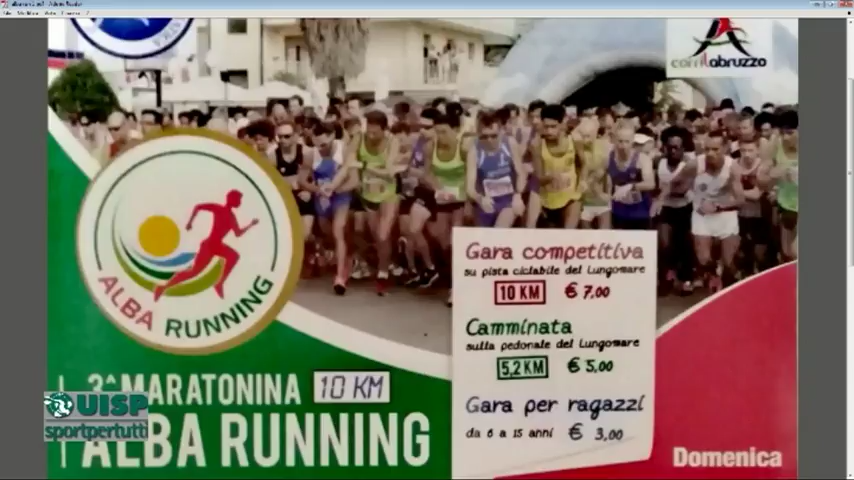 corrilabruzzo
Gara competitiva
su pista ciclabile del Lungomare
10 KM € 7,00
Camminata
sulla pedonale del Lungomare
5,2 KM € 5,00
Gara per ragazzi
da 6 a 15 anni € 3,00
ALBA RUNNING
3^ MARATONINA 10 KM
ALBA RUNNING
UISP
sportpertutti
Domenica